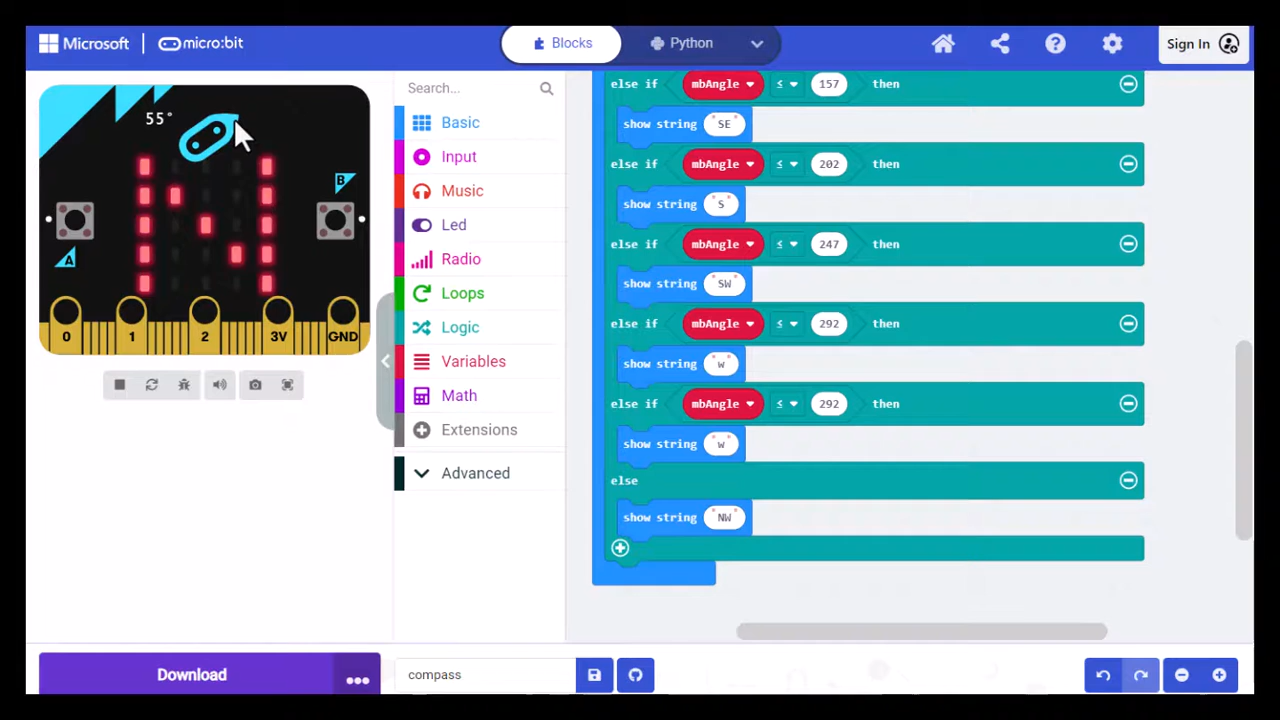 Microsoft micro:bit Blocks Python Sign In
55°
B
A
0 1 2 3V GND
Search...
Basic
Input
Music
Led
Radio
Loops
Logic
Variables
Math
Extensions
Advanced
else if mbAngle ≤ 157 then
show string "SE"
else if mbAngle ≤ 202 then
show string "S"
else if mbAngle ≤ 247 then
show string "SW"
else if mbAngle ≤ 292 then
show string "w"
else if mbAngle ≤ 292 then
show string "w"
else
show string "NW"
Download ••• compass